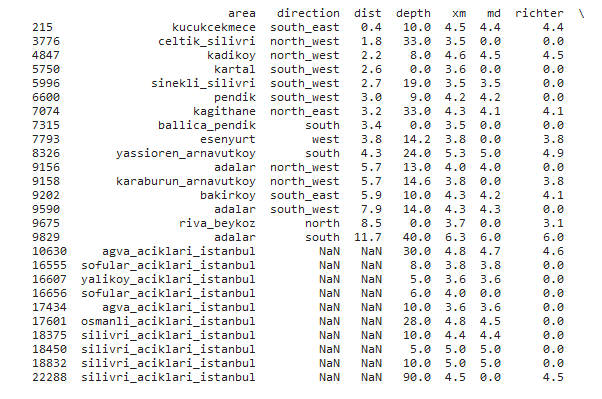 area direction dist depth xm md richter \
215 kucukcekmece south_east 0.4 10.0 4.5 4.4 4.4
3776 celtik_silivri north_west 1.8 33.0 3.5 0.0 0.0
4847 kadikoy north_west 2.2 8.0 4.6 4.5 4.5
5750 kartal south_west 2.6 0.0 3.6 0.0 0.0
5996 sinekli_silivri south_west 2.7 19.0 3.5 3.5 0.0
6600 pendik south_west 3.0 9.0 4.2 4.2 0.0
7074 kagithane north_east 3.2 33.0 4.3 4.1 4.1
7315 ballica_pendik south 3.4 0.0 3.5 0.0 0.0
7793 esenyurt west 3.8 14.2 3.8 0.0 3.8
8326 yassioren_arnavutkoy south 4.3 24.0 5.3 5.0 4.9
9156 adalar north_west 5.7 13.0 4.0 4.0 0.0
9158 karaburun_arnavutkoy north_west 5.7 14.6 3.8 0.0 3.8
9202 bakirkoy south_west 5.9 10.0 4.3 4.2 4.1
9590 adalar south_west 7.9 14.0 4.3 4.3 0.0
9675 riva_beykoz north 8.5 0.0 3.7 0.0 3.1
9829 adalar south 11.7 40.0 6.3 6.0 6.0
10630 agva_aciklari_istanbul NaN NaN 30.0 4.8 4.7 4.6
16555 sofular_aciklari_istanbul NaN NaN 8.0 3.8 3.8 0.0
16607 yalikoy_aciklari_istanbul NaN NaN 5.0 3.6 3.6 0.0
16656 sofular_aciklari_istanbul NaN NaN 6.0 4.0 0.0 0.0
17434 agva_aciklari_istanbul NaN NaN 10.0 3.6 3.6 0.0
17601 osmanli_aciklari_istanbul NaN NaN 28.0 4.8 4.5 0.0
18375 silivri_aciklari_istanbul NaN NaN 10.0 4.4 4.4 0.0
18450 silivri_aciklari_istanbul NaN NaN 5.0 5.0 5.0 0.0
18832 silivri_aciklari_istanbul NaN NaN 10.0 5.0 5.0 0.0
22288 silivri_aciklari_istanbul NaN NaN 90.0 4.5 0.0 4.5